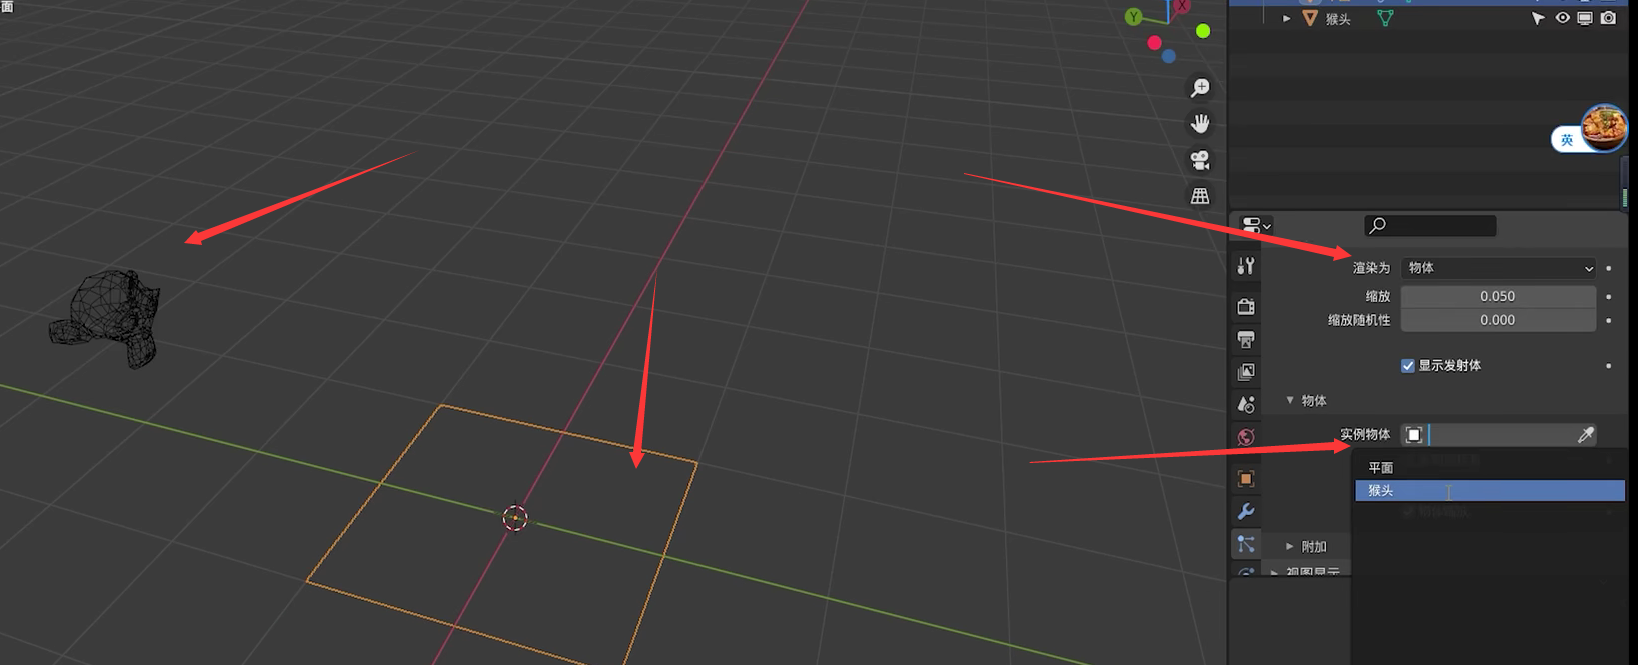 面
Y
X
猴头
英
渲染为 物体
缩放 0.050
缩放随机性 0.000
显示发射体
物体
实例物体
平面
猴头
附加
视图显示